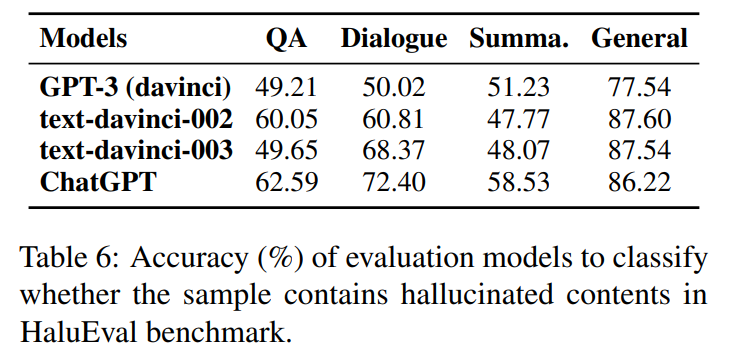 Models QA Dialogue Summa. General
GPT-3 (davinci) 49.21 50.02 51.23 77.54
text-davinci-002 60.05 60.81 47.77 87.60
text-davinci-003 49.65 68.37 48.07 87.54
ChatGPT 62.59 72.40 58.53 86.22
Table 6: Accuracy (%) of evaluation models to classify
whether the sample contains hallucinated contents in
HaluEval benchmark.